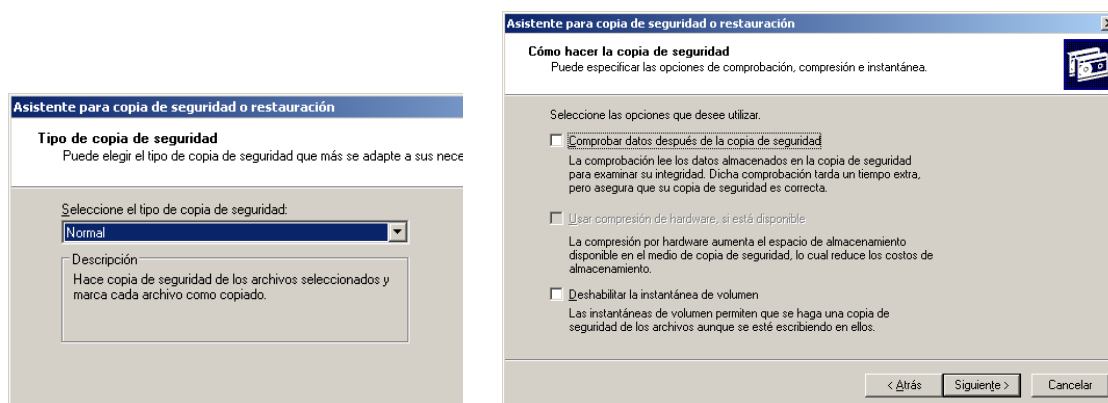 Asistente para copia de seguridad o restauración
Tipo de copia de seguridad
Puede elegir el tipo de copia de seguridad que más se adapte a sus
Seleccione el tipo de copia de seguridad:
Normal
Descripción
Hace copia de seguridad de los archivos seleccionados y
marca cada archivo como copiado.
Asistente para copia de seguridad o restauración
Cómo hacer la copia de seguridad
Puede especificar las opciones de comprobación, compresión e instantánea.
Seleccione las opciones que desee utilizar.
Comprobar datos después de la copia de seguridad
La comprobación lee los datos almacenados en la copia de seguridad
para examinar su integridad. Dicha comprobación tarda un tiempo extra,
pero asegura que su copia de seguridad es correcta.
Usar compresión de hardware, si está disponible
La compresión por hardware aumenta el espacio de almacenamiento
disponible en el medio de copia de seguridad, lo cual reduce los costos de
almacenamiento.
Deshabilitar la instantánea de volumen
Las instantáneas de volumen permiten que se haga una copia de
seguridad de los archivos aunque se esté escribiendo en ellos.
< Atrás
Siguiente >
Cancelar